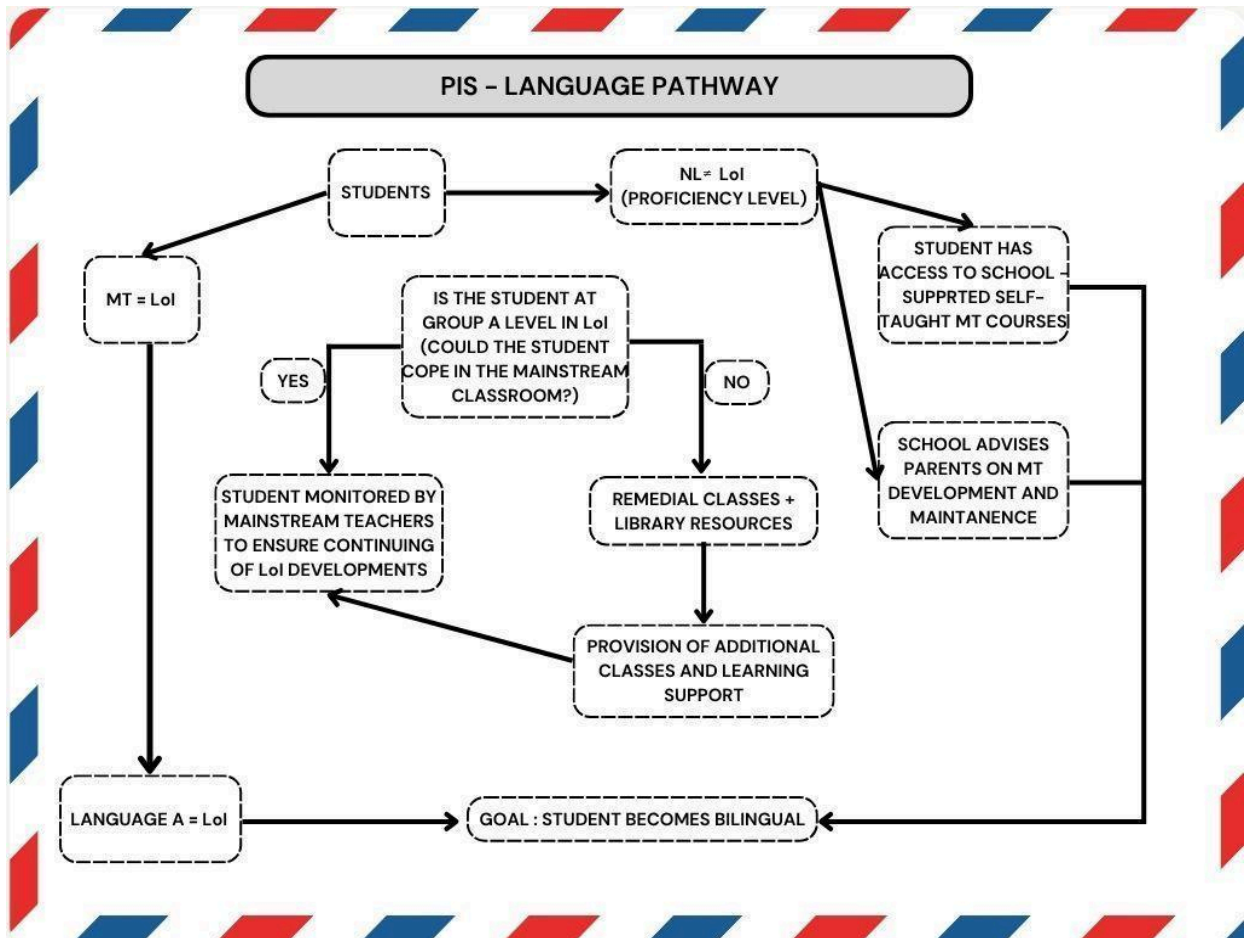 PIS - LANGUAGE PATHWAY
STUDENTS
NL≠ LoI
(PROFICIENCY LEVEL)
STUDENT HAS
ACCESS TO SCHOOL -
SUPPRTED SELF-
TAUGHT MT COURSES
MT = LoI
IS THE STUDENT AT
GROUP A LEVEL IN LoI
(COULD THE STUDENT
COPE IN THE MAINSTREAM
CLASSROOM?)
YES
NO
SCHOOL ADVISES
PARENTS ON MT
DEVELOPMENT AND
MAINTANENCE
STUDENT MONITORED BY
MAINSTREAM TEACHERS
TO ENSURE CONTINUING
OF LoI DEVELOPMENTS
REMEDIAL CLASSES +
LIBRARY RESOURCES
PROVISION OF ADDITIONAL
CLASSES AND LEARNING
SUPPORT
LANGUAGE A = LoI
GOAL : STUDENT BECOMES BILINGUAL